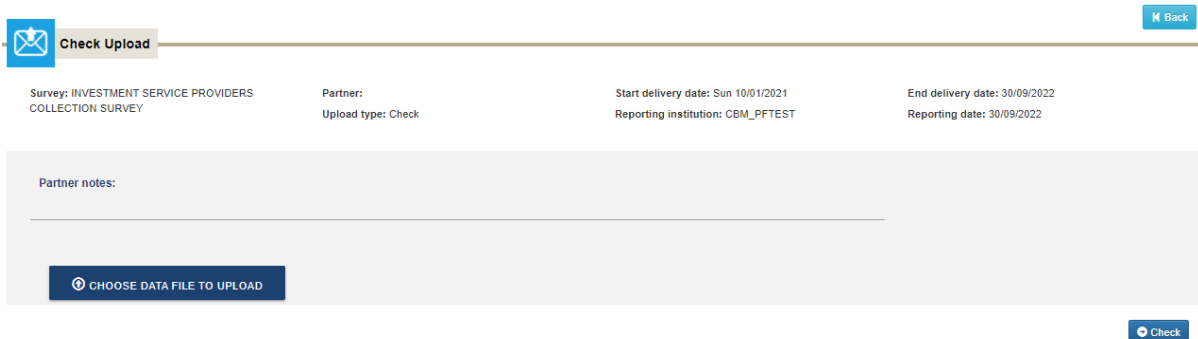 Back
Check Upload
Survey: INVESTMENT SERVICE PROVIDERS
COLLECTION SURVEY
Partner:
Upload type: Check
Start delivery date: Sun 10/01/2021
Reporting institution: CBM_PFTEST
End delivery date: 30/09/2022
Reporting date: 30/09/2022
Partner notes:
CHOOSE DATA FILE TO UPLOAD
Check